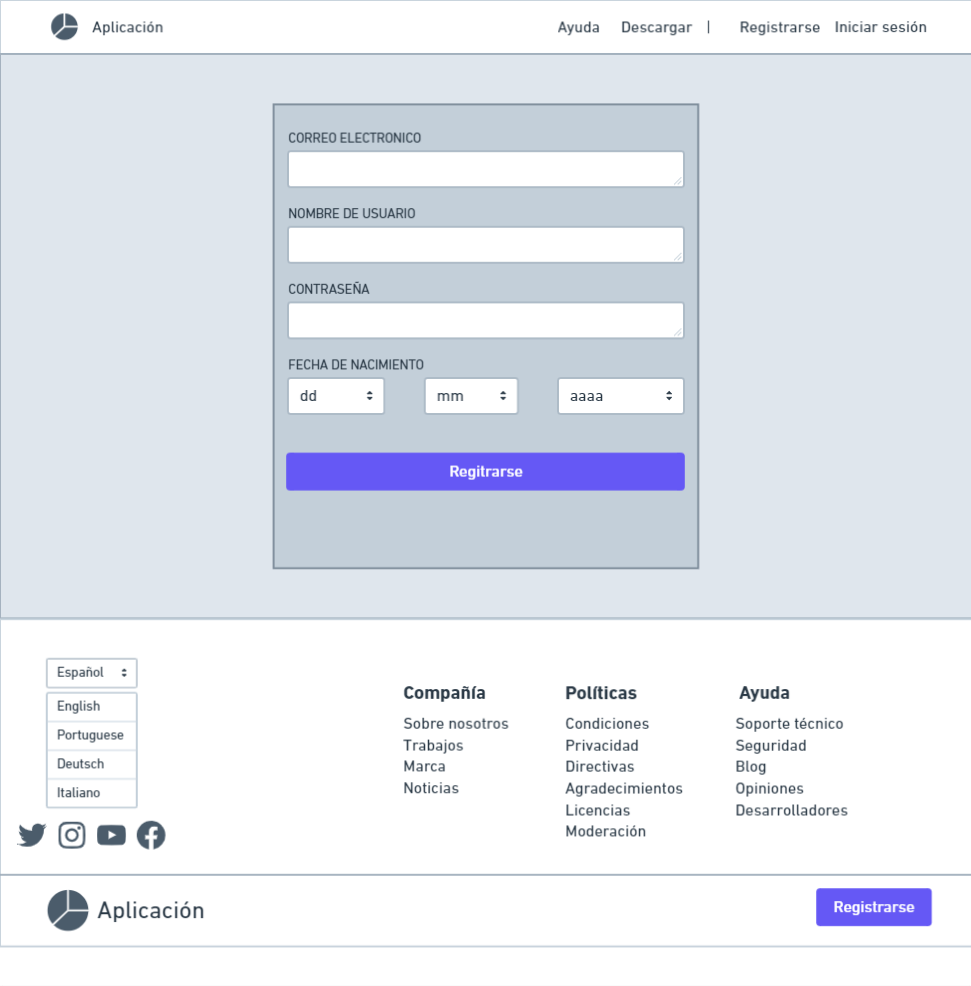 Aplicación
Ayuda Descargar | Registrarse Iniciar sesión
CORREO ELECTRONICO
NOMBRE DE USUARIO
CONTRASEÑA
FECHA DE NACIMIENTO
dd mm aaaa
Regitrarse
Español
English
Portuguese
Deutsch
Italiano
Compañía
Sobre nosotros
Trabajos
Marca
Noticias
Políticas
Condiciones
Privacidad
Directivas
Agradecimientos
Licencias
Moderación
Ayuda
Soporte técnico
Seguridad
Blog
Opiniones
Desarrolladores
Aplicación
Registrarse